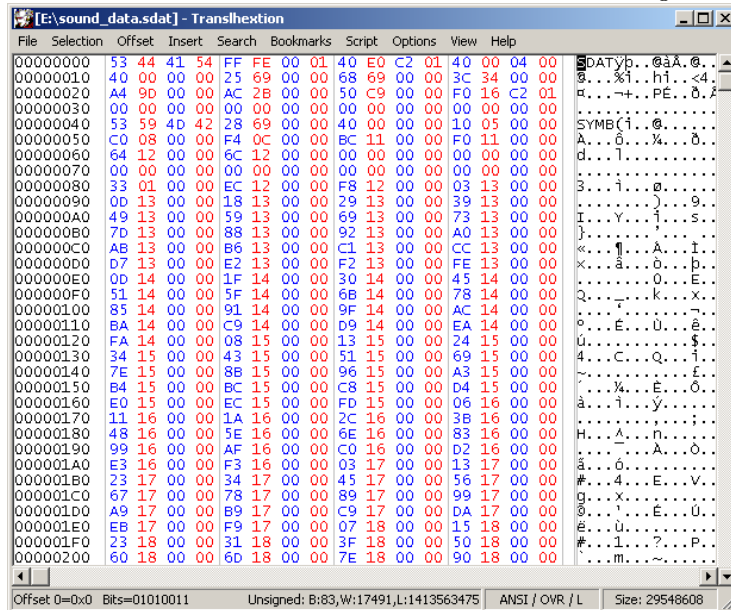 [E:\sound_data.sdat] - Translhextion
File Selection Offset Insert Search Bookmarks Script Options View Help
00000000 53 44 41 54 FF FE 00 01 40 E0 C2 01 40 00 04 00 SDATÿþ..@àÂ.@...
00000010 40 00 00 00 25 69 00 00 68 69 00 00 3C 34 00 00 @...%i..hi..<4..
00000020 A4 9D 00 00 AC 2B 00 00 50 C9 00 00 F0 16 C2 01 ¤...¬+..PÉ..ð.Â
00000030 00 00 00 00 00 00 00 00 00 00 00 00 00 00 00 00 ................
00000040 53 59 4D 42 28 69 00 00 40 00 00 00 10 05 00 00 SYMB(i..@.......
00000050 C0 08 00 00 F4 0C 00 00 BC 11 00 00 F0 11 00 00 À...ô...¼...ð...
00000060 64 12 00 00 6C 12 00 00 00 00 00 00 00 00 00 00 d...l...........
00000070 00 00 00 00 00 00 00 00 00 00 00 00 00 00 00 00 ................
00000080 33 01 00 00 EC 12 00 00 F8 12 00 00 03 13 00 00 3...ì...ø.......
00000090 0D 13 00 00 18 13 00 00 29 13 00 00 39 13 00 00 ........)...9...
000000A0 49 13 00 00 59 13 00 00 69 13 00 00 73 13 00 00 I...Y...i...s...
000000B0 7D 13 00 00 88 13 00 00 92 13 00 00 A0 13 00 00 }.......'.......
000000C0 AB 13 00 00 B6 13 00 00 C1 13 00 00 CC 13 00 00 «...¶...Á...Ì...
000000D0 D7 13 00 00 E2 13 00 00 F2 13 00 00 FE 13 00 00 ×...â...ò...þ...
000000E0 0D 14 00 00 1F 14 00 00 30 14 00 00 45 14 00 00 ........0...E...
000000F0 51 14 00 00 5F 14 00 00 6B 14 00 00 78 14 00 00 Q..._...k...x...
00000100 85 14 00 00 91 14 00 00 9F 14 00 00 AC 14 00 00 ....‘.......¬...
00000110 BA 14 00 00 C9 14 00 00 D9 14 00 00 EA 14 00 00 º...É...Ù...ê...
00000120 FA 14 00 00 08 15 00 00 13 15 00 00 24 15 00 00 ú...........$...
00000130 34 15 00 00 43 15 00 00 51 15 00 00 69 15 00 00 4...C...Q...i...
00000140 7E 15 00 00 8B 15 00 00 96 15 00 00 A3 15 00 00 ~...........£...
00000150 B4 15 00 00 BC 15 00 00 C8 15 00 00 D4 15 00 00 ´...¼...È...Ô...
00000160 E0 15 00 00 EC 15 00 00 FD 15 00 00 06 16 00 00 à...ì...ý.......
00000170 11 16 00 00 1A 16 00 00 2C 16 00 00 3B 16 00 00 ........,...;...
00000180 48 16 00 00 5E 16 00 00 6E 16 00 00 83 16 00 00 H...^...n.......
00000190 99 16 00 00 AF 16 00 00 C0 16 00 00 D2 16 00 00 ....¯...À...Ò...
000001A0 E3 16 00 00 F3 16 00 00 03 17 00 00 13 17 00 00 ã...ó...........
000001B0 23 17 00 00 34 17 00 00 45 17 00 00 56 17 00 00 #...4...E...V...
000001C0 67 17 00 00 78 17 00 00 89 17 00 00 99 17 00 00 g...x...........
000001D0 A9 17 00 00 B9 17 00 00 C9 17 00 00 DA 17 00 00 ©...¹...É...Ú...
000001E0 EB 17 00 00 F9 17 00 00 07 18 00 00 15 18 00 00 ë...ù...........
000001F0 23 18 00 00 31 18 00 00 3F 18 00 00 50 18 00 00 #...1...?...P...
00000200 60 18 00 00 6D 18 00 00 7E 18 00 00 90 18 00 00 `...m...~.......
Offset 0=0x0 Bits=01010011 Unsigned: B:83,W:17491,L:1413563475 ANSI / OVR / L Size: 29548608